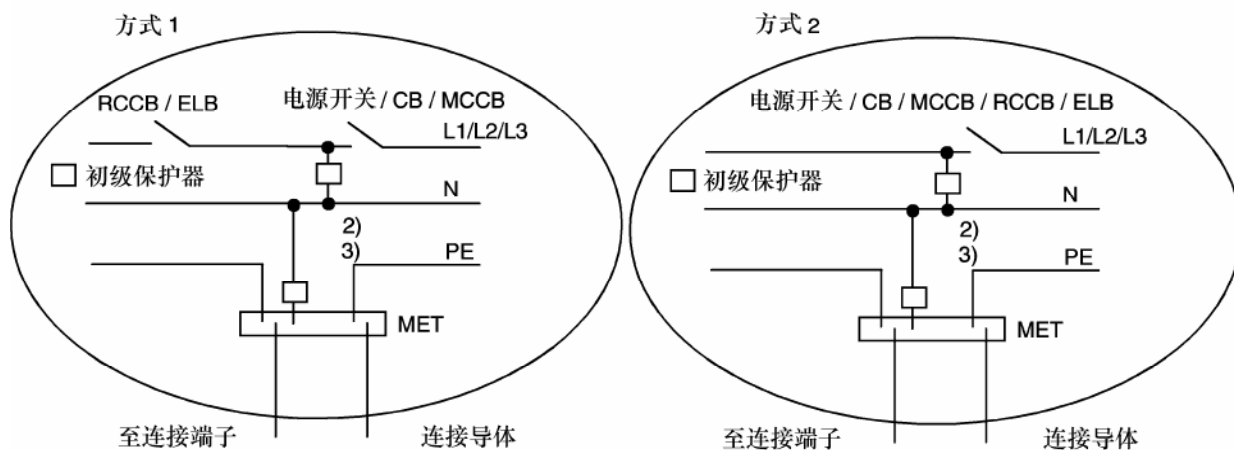 方式 1
RCCB / ELB
电源开关 / CB / MCCB
L1/L2/L3
初级保护器
N
2)
3)
PE
MET
至连接端子
连接导体
方式 2
电源开关 / CB / MCCB / RCCB / ELB
L1/L2/L3
初级保护器
N
2)
3)
PE
MET
至连接端子
连接导体